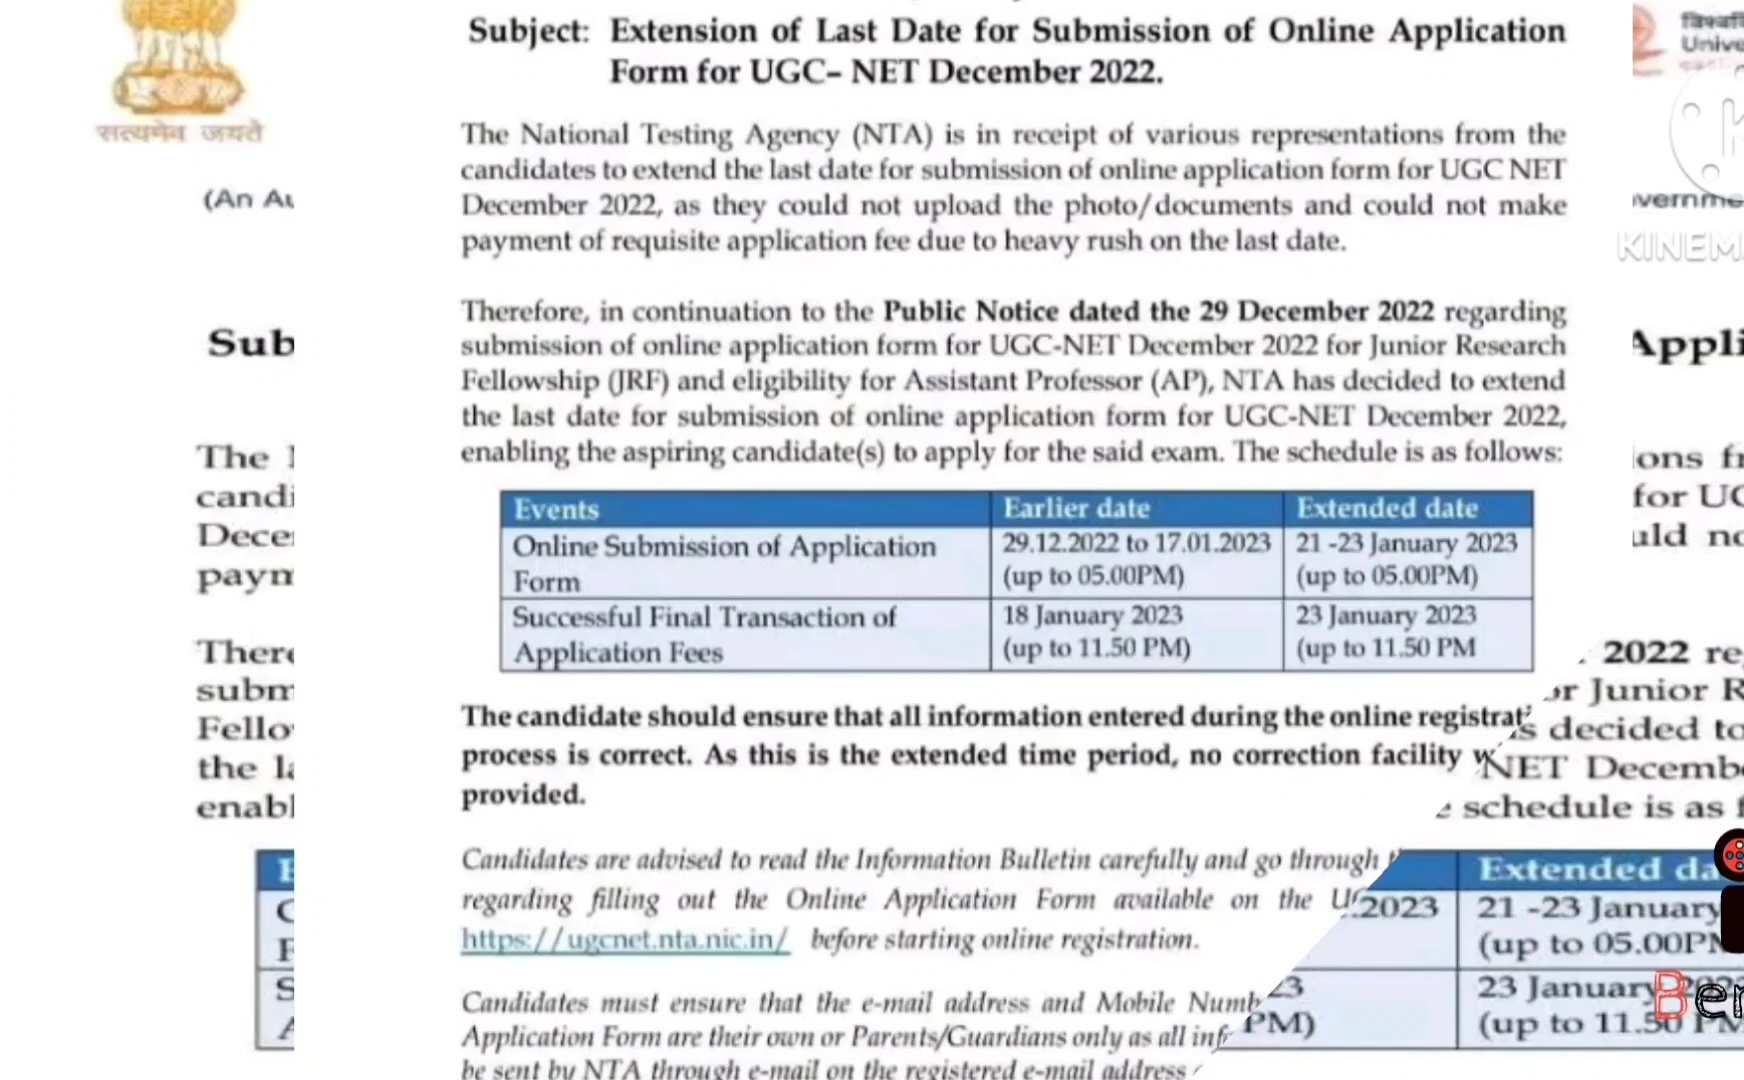 Subject: Extension of Last Date for Submission of Online Application
Form for UGC– NET December 2022.
The National Testing Agency (NTA) is in receipt of various representations from the
candidates to extend the last date for submission of online application form for UGC NET
December 2022, as they could not upload the photo/documents and could not make
payment of requisite application fee due to heavy rush on the last date.
Therefore, in continuation to the Public Notice dated the 29 December 2022 regarding
submission of online application form for UGC-NET December 2022 for Junior Research
Fellowship (JRF) and eligibility for Assistant Professor (AP), NTA has decided to extend
the last date for submission of online application form for UGC-NET December 2022,
enabling the aspiring candidate(s) to apply for the said exam. The schedule is as follows:
Events Earlier date Extended date
Online Submission of Application Form 29.12.2022 to 17.01.2023 (up to 05.00PM) 21 -23 January 2023 (up to 05.00PM)
Successful Final Transaction of Application Fees 18 January 2023 (up to 11.50 PM) 23 January 2023 (up to 11.50 PM
The candidate should ensure that all information entered during the online registrati
process is correct. As this is the extended time period, no correction facility w
provided.
Candidates are advised to read the Information Bulletin carefully and go through
regarding filling out the Online Application Form available on the U
https://ugcnet.nta.nic.in/ before starting online registration.
Candidates must ensure that the e-mail address and Mobile Numb
Application Form are their own or Parents/Guardians only as all inf
be sent by NTA through e-mail on the registered e-mail address
सत्यमेव जयते
(An Au
Sub
The
candi
Dece
paym
There
subm
Fello
the la
enabl
Unive
vernme
KINEM
Appli
ons fr
for UG
uld no
2022 re
or Junior R
s decided to
NET Decemb
schedule is as f
Extended da
.2023 21 -23 January
(up to 05.00PM
23 23 January
PM) (up to 11.50 PM
Ben